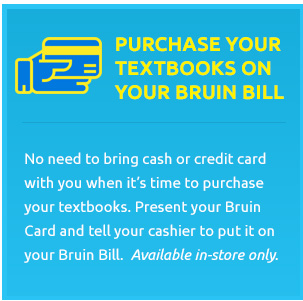 PURCHASE YOUR
TEXTBOOKS ON
YOUR BRUIN BILL
No need to bring cash or credit card
with you when it's time to purchase
your textbooks. Present your Bruin
Card and tell your cashier to put it on
your Bruin Bill. Available in-store only.